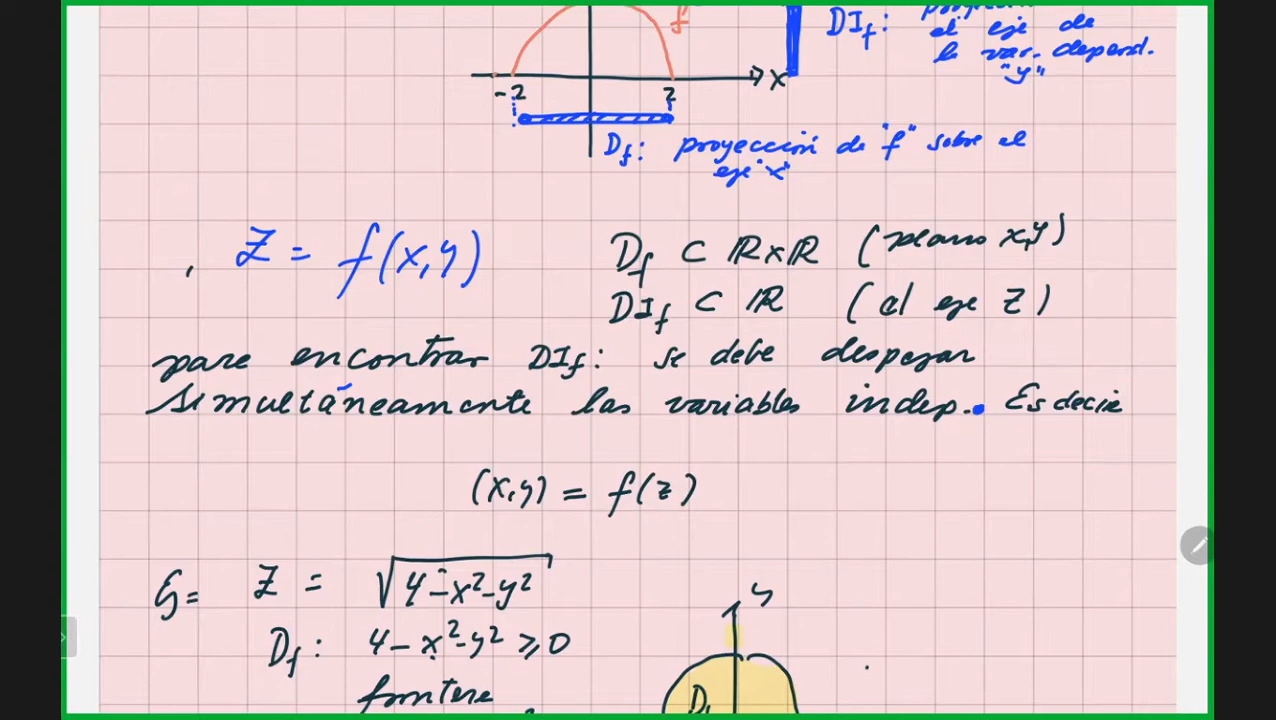 f
DI_f:
el eje de
la var. depend.
"y"
-2 2 X
D_f: proyección de "f" sobre el
eje "x"
Z = f(x,y) D_f ⊂ ℝxℝ (plano x,y)
DI_f ⊂ ℝ (el eje Z)
para encontrar DI_f: se debe despejar
simultáneamente las variables indep. Es decir
(x,y) = f(z)
Ej= Z = √(4-x²-y²)
y
D_f: 4-x²-y² ≥ 0
frontera